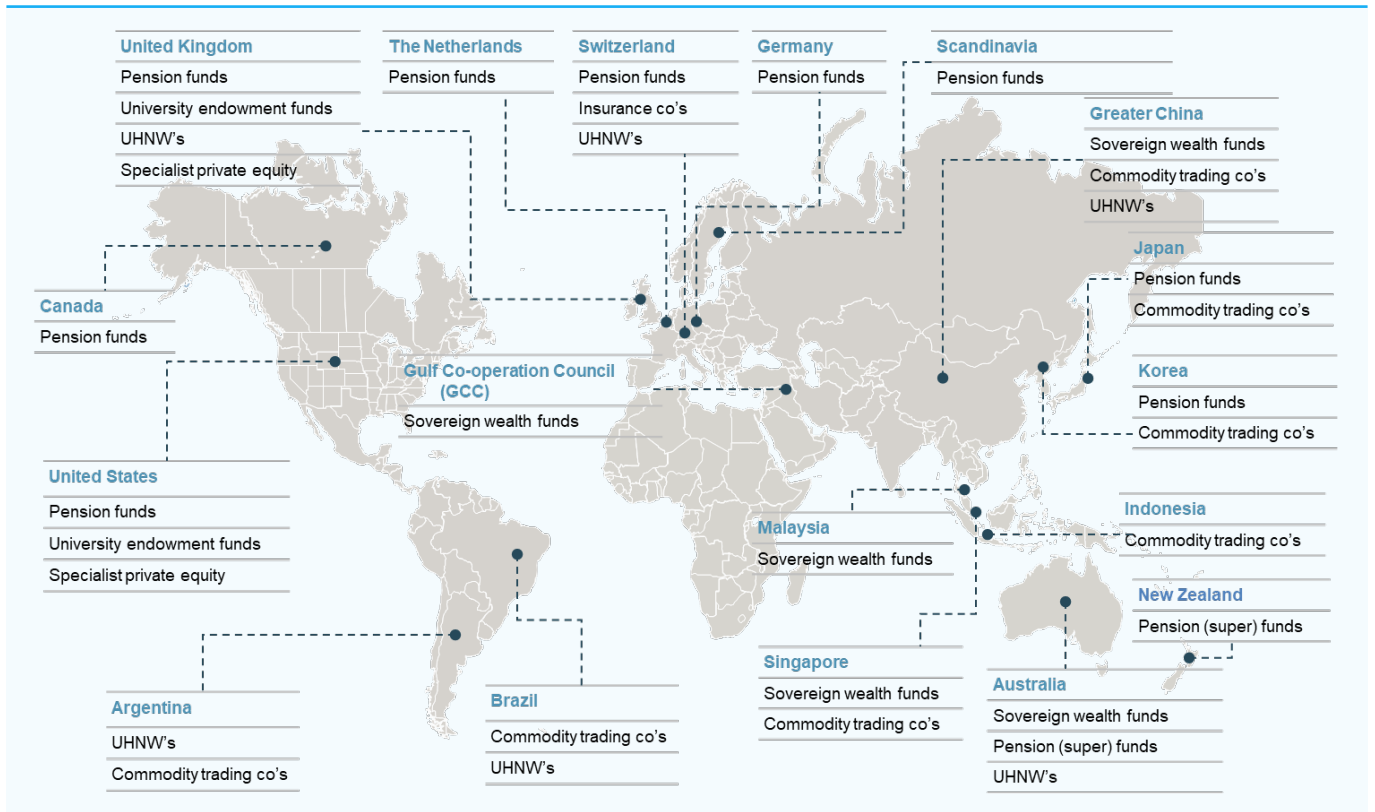 United Kingdom
Pension funds
University endowment funds
UHNW's
Specialist private equity
The Netherlands
Pension funds
Switzerland
Pension funds
Insurance co's
UHNW's
Germany
Pension funds
Scandinavia
Pension funds
Greater China
Sovereign wealth funds
Commodity trading co's
UHNW's
Japan
Pension funds
Commodity trading co's
Canada
Pension funds
Gulf Co-operation Council
(GCC)
Sovereign wealth funds
Korea
Pension funds
Commodity trading co's
United States
Pension funds
University endowment funds
Specialist private equity
Malaysia
Sovereign wealth funds
Indonesia
Commodity trading co's
New Zealand
Pension (super) funds
Singapore
Sovereign wealth funds
Commodity trading co's
Australia
Sovereign wealth funds
Pension (super) funds
UHNW's
Argentina
UHNW's
Commodity trading co's
Brazil
Commodity trading co's
UHNW's